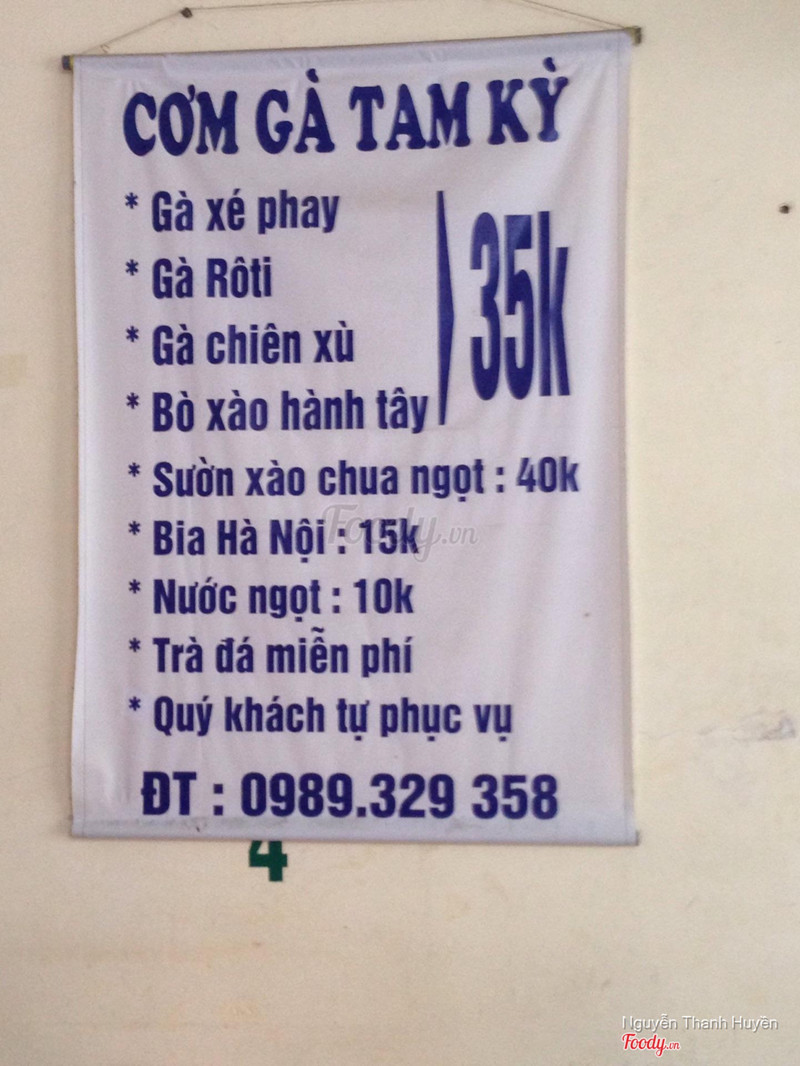 CƠM GÀ TAM KỲ
* Gà xé phay
* Gà Rôti
* Gà chiên xù
* Bò xào hành tây
35k
* Sườn xào chua ngọt : 40k
* Bia Hà Nội : 15k
* Nước ngọt : 10k
* Trà đá miễn phí
* Quý khách tự phục vụ
ĐT : 0989.329 358
4
Foody.vn
Nguyễn Thanh Huyền
Foody.vn